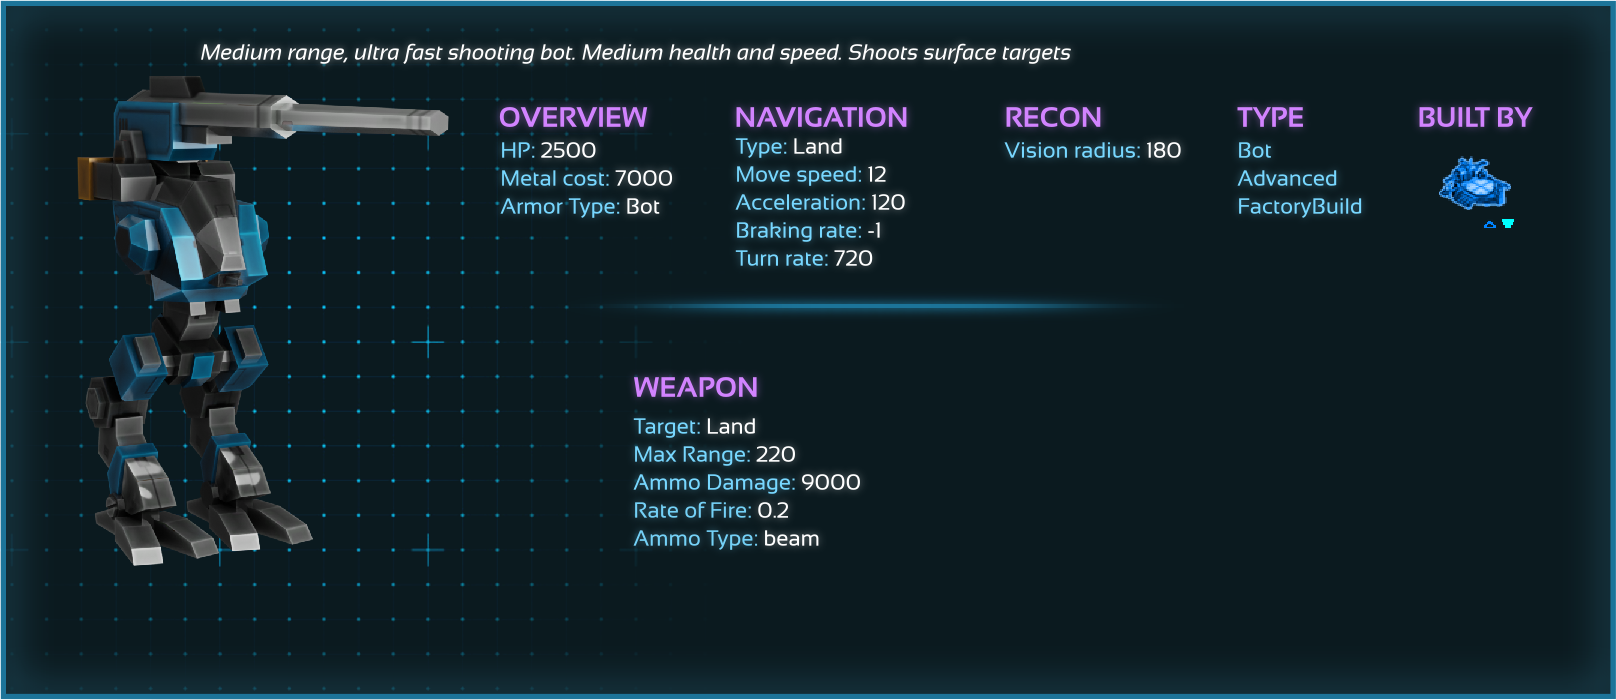 Medium range, ultra fast shooting bot. Medium health and speed. Shoots surface targets
OVERVIEW
HP: 2500
Metal cost: 7000
Armor Type: Bot
NAVIGATION
Type: Land
Move speed: 12
Acceleration: 120
Braking rate: -1
Turn rate: 720
RECON
Vision radius: 180
TYPE
Bot
Advanced
FactoryBuild
BUILT BY
WEAPON
Target: Land
Max Range: 220
Ammo Damage: 9000
Rate of Fire: 0.2
Ammo Type: beam